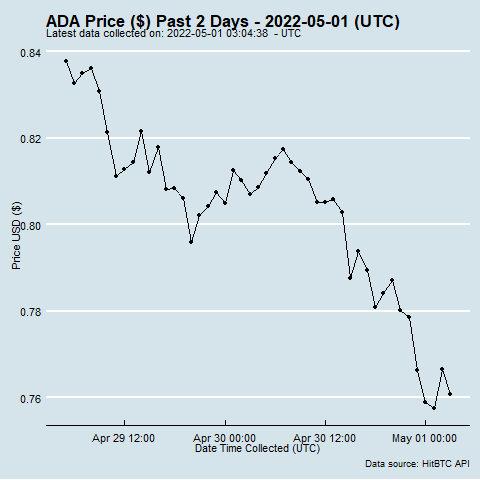 ADA Price ($) Past 2 Days - 2022-05-01 (UTC)
Latest data collected on: 2022-05-01 03:04:38 - UTC
0.84
0.82
0.80
0.78
0.76
Price USD ($)
Apr 29 12:00 Apr 30 00:00 Apr 30 12:00 May 01 00:00
Date Time Collected (UTC)
Data source: HitBTC API